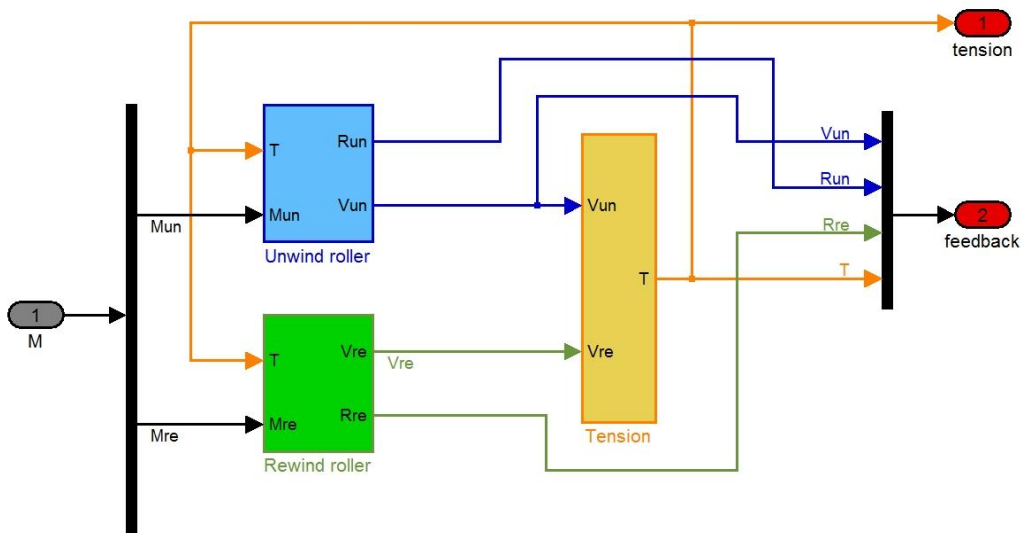 1
tension
T
Mun
Run
Vun
Unwind roller
Mun
Vun
T
Vre
Tension
Vun
Run
Rre
T
2
feedback
1
M
T
Mre
Vre
Rre
Rewind roller
Vre
Mre